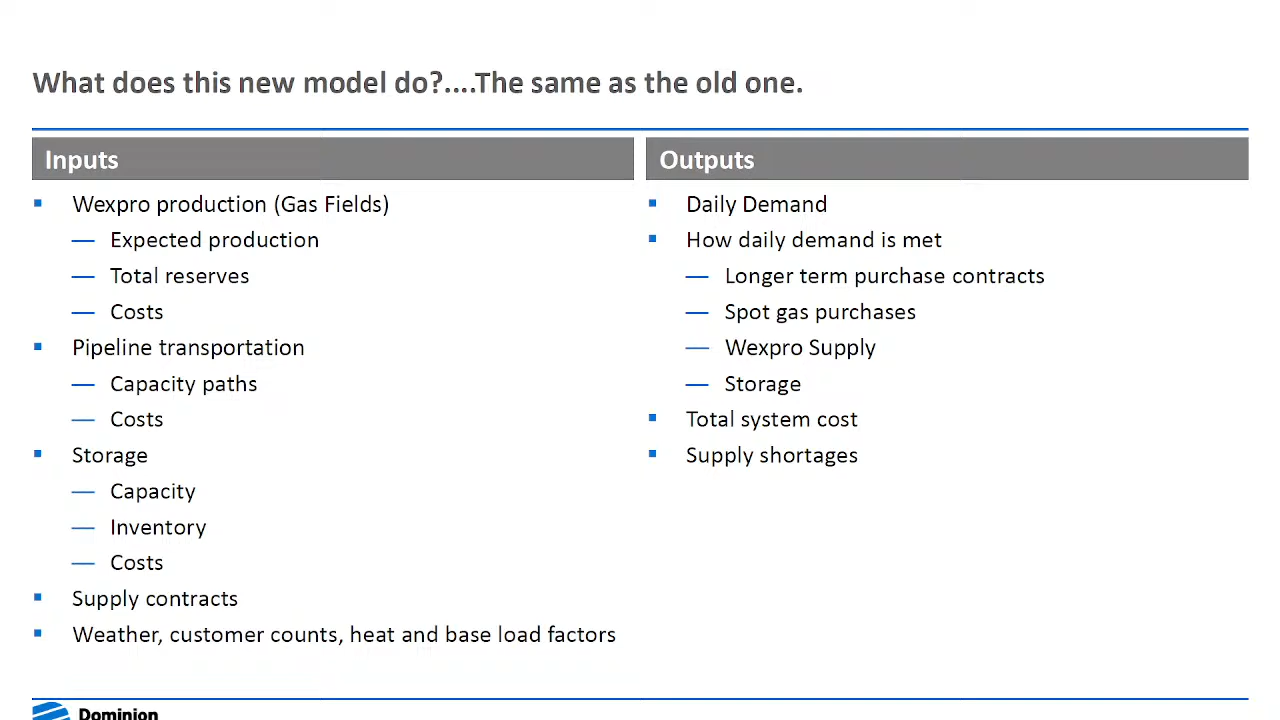 What does this new model do?....The same as the old one.
Inputs
Wexpro production (Gas Fields)
— Expected production
— Total reserves
— Costs
Pipeline transportation
— Capacity paths
— Costs
Storage
— Capacity
— Inventory
— Costs
Supply contracts
Weather, customer counts, heat and base load factors
Outputs
Daily Demand
How daily demand is met
— Longer term purchase contracts
— Spot gas purchases
— Wexpro Supply
— Storage
Total system cost
Supply shortages
Dominion